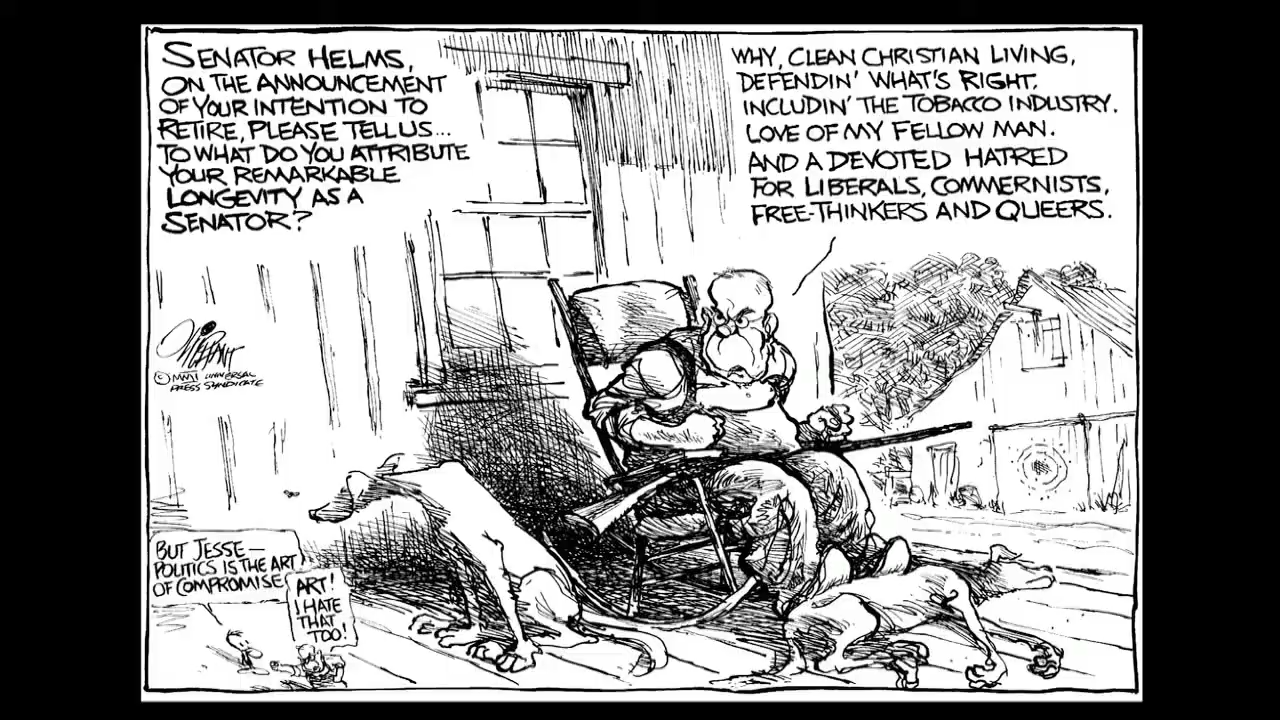 SENATOR HELMS,
ON THE ANNOUNCEMENT
OF YOUR INTENTION TO
RETIRE, PLEASE TELL US...
TO WHAT DO YOU ATTRIBUTE
YOUR REMARKABLE
LONGEVITY AS A
SENATOR?
WHY, CLEAN CHRISTIAN LIVING,
DEFENDIN' WHAT'S RIGHT,
INCLUDIN' THE TOBACCO INDUSTRY.
LOVE OF MY FELLOW MAN.
AND A DEVOTED HATRED
FOR LIBERALS, COMMERNISTS,
FREE-THINKERS AND QUEERS.
OLIPHANT
© MMI UNIVERSAL
PRESS SYNDICATE
BUT JESSE—
POLITICS IS THE ART
OF COMPROMISE
ART!
I HATE
THAT
TOO!